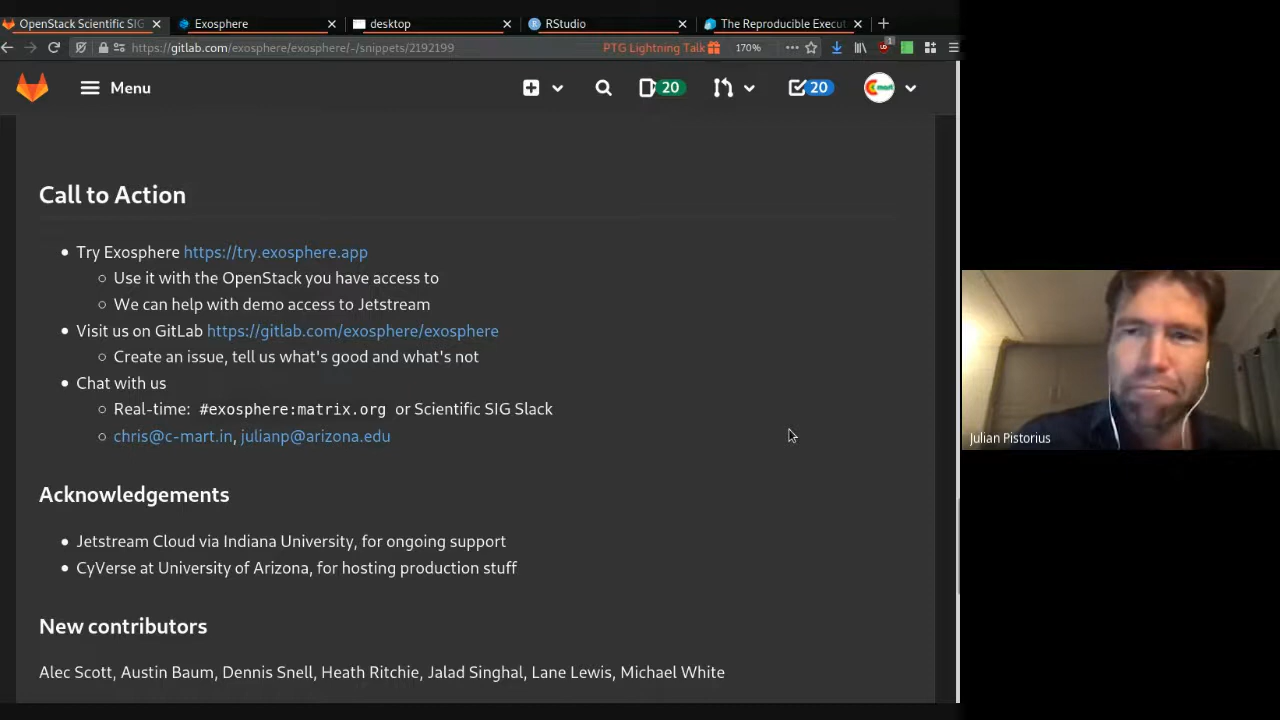 OpenStack Scientific SIG
Exosphere
desktop
RStudio
The Reproducible Execut
https://gitlab.com/exosphere/exosphere/-/snippets/2192199
PTG Lightning Talk
170%
1
Menu
20
20
C mart
Call to Action
Try Exosphere https://try.exosphere.app
Use it with the OpenStack you have access to
We can help with demo access to Jetstream
Visit us on GitLab https://gitlab.com/exosphere/exosphere
Create an issue, tell us what's good and what's not
Chat with us
Real-time: #exosphere:matrix.org or Scientific SIG Slack
chris@c-mart.in, julianp@arizona.edu
Julian Pistorius
Acknowledgements
Jetstream Cloud via Indiana University, for ongoing support
CyVerse at University of Arizona, for hosting production stuff
New contributors
Alec Scott, Austin Baum, Dennis Snell, Heath Ritchie, Jalad Singhal, Lane Lewis, Michael White